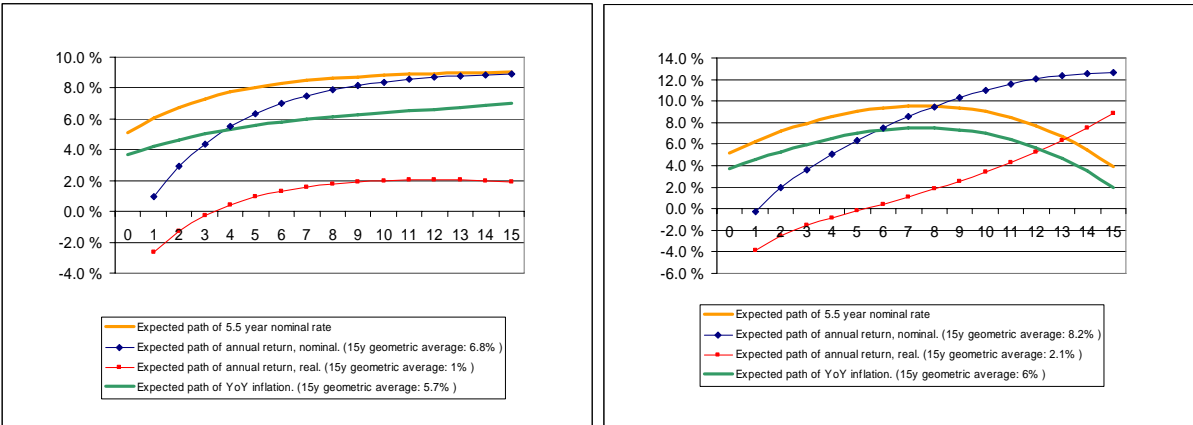 10.0 %
8.0 %
6.0 %
4.0 %
2.0 %
0.0 %
-2.0 %
-4.0 %
0 1 2 3 4 5 6 7 8 9 10 11 12 13 14 15
Expected path of 5.5 year nominal rate
Expected path of annual return, nominal. (15y geometric average: 6.8% )
Expected path of annual return, real. (15y geometric average: 1% )
Expected path of YoY inflation. (15y geometric average: 5.7% )
14.0 %
12.0 %
10.0 %
8.0 %
6.0 %
4.0 %
2.0 %
0.0 %
-2.0 %
-4.0 %
-6.0 %
0 1 2 3 4 5 6 7 8 9 10 11 12 13 14 15
Expected path of 5.5 year nominal rate
Expected path of annual return, nominal. (15y geometric average: 8.2% )
Expected path of annual return, real. (15y geometric average: 2.1% )
Expected path of YoY inflation. (15y geometric average: 6% )